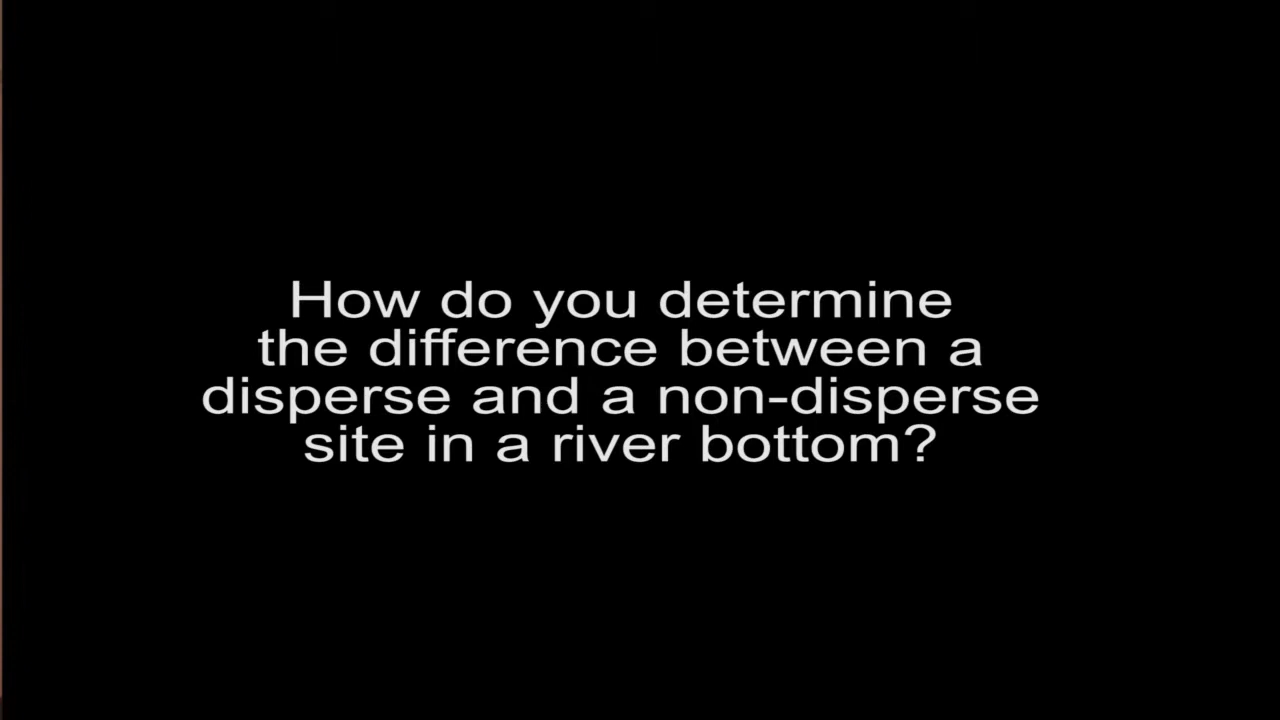 How do you determine
the difference between a
disperse and a non-disperse
site in a river bottom?